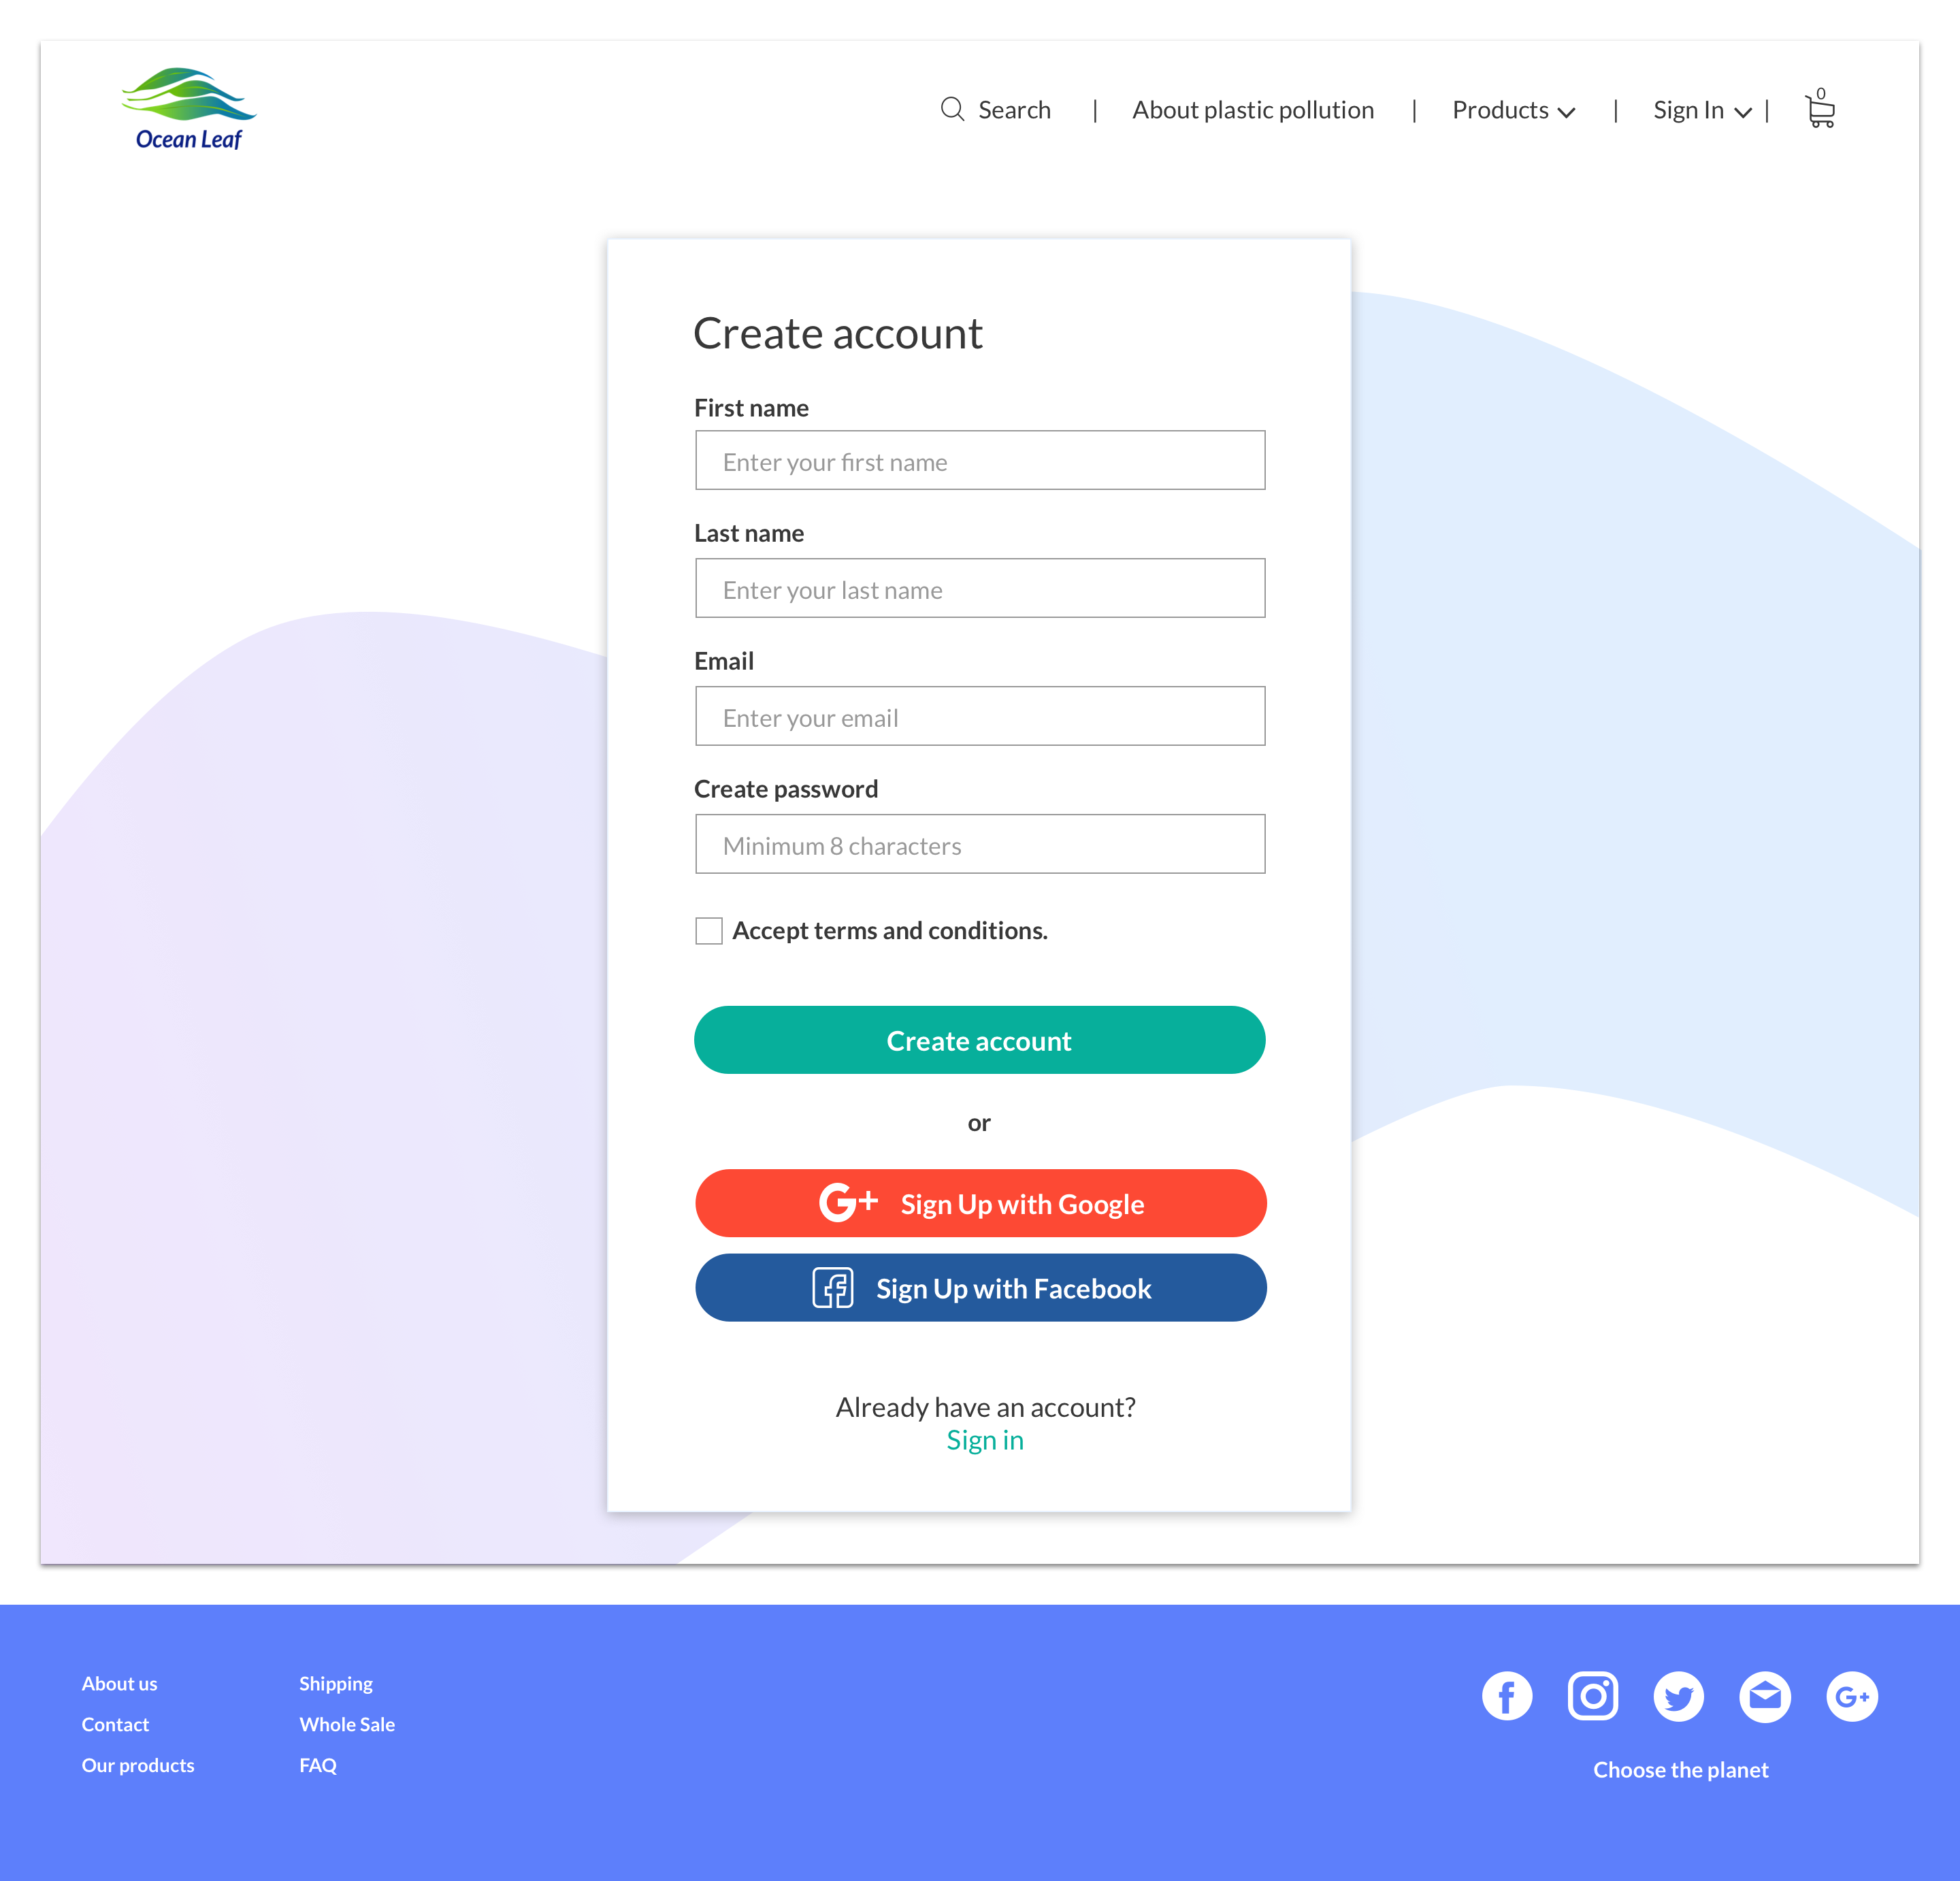 Ocean Leaf
Search | About plastic pollution | Products | Sign In | 0
Create account
First name
Enter your first name
Last name
Enter your last name
Email
Enter your email
Create password
Minimum 8 characters
Accept terms and conditions.
Create account
or
G+ Sign Up with Google
f Sign Up with Facebook
Already have an account?
Sign in
About us
Contact
Our products
Shipping
Whole Sale
FAQ
f G+
Choose the planet